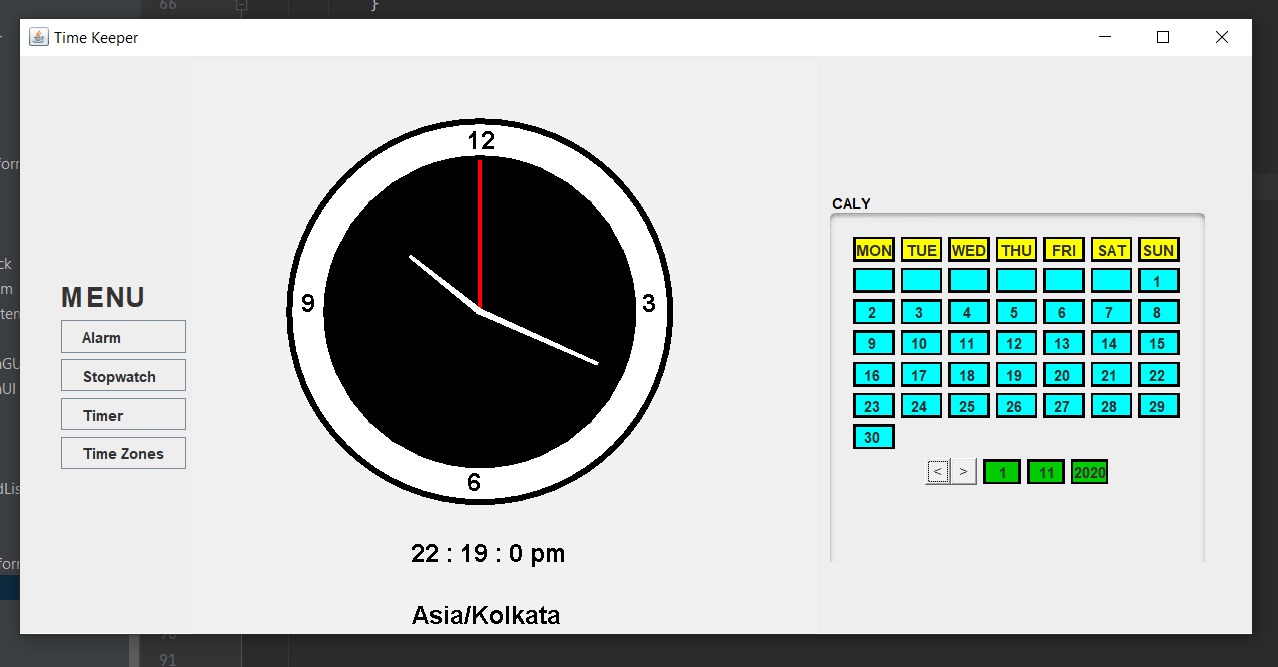 66
}
Time Keeper
MENU
Alarm
Stopwatch
Timer
Time Zones
12
9
3
6
22 : 19 : 0 pm
Asia/Kolkata
CALY
MON TUE WED THU FRI SAT SUN
1
2 3 4 5 6 7 8
9 10 11 12 13 14 15
16 17 18 19 20 21 22
23 24 25 26 27 28 29
30
< > 1 11 2020
91